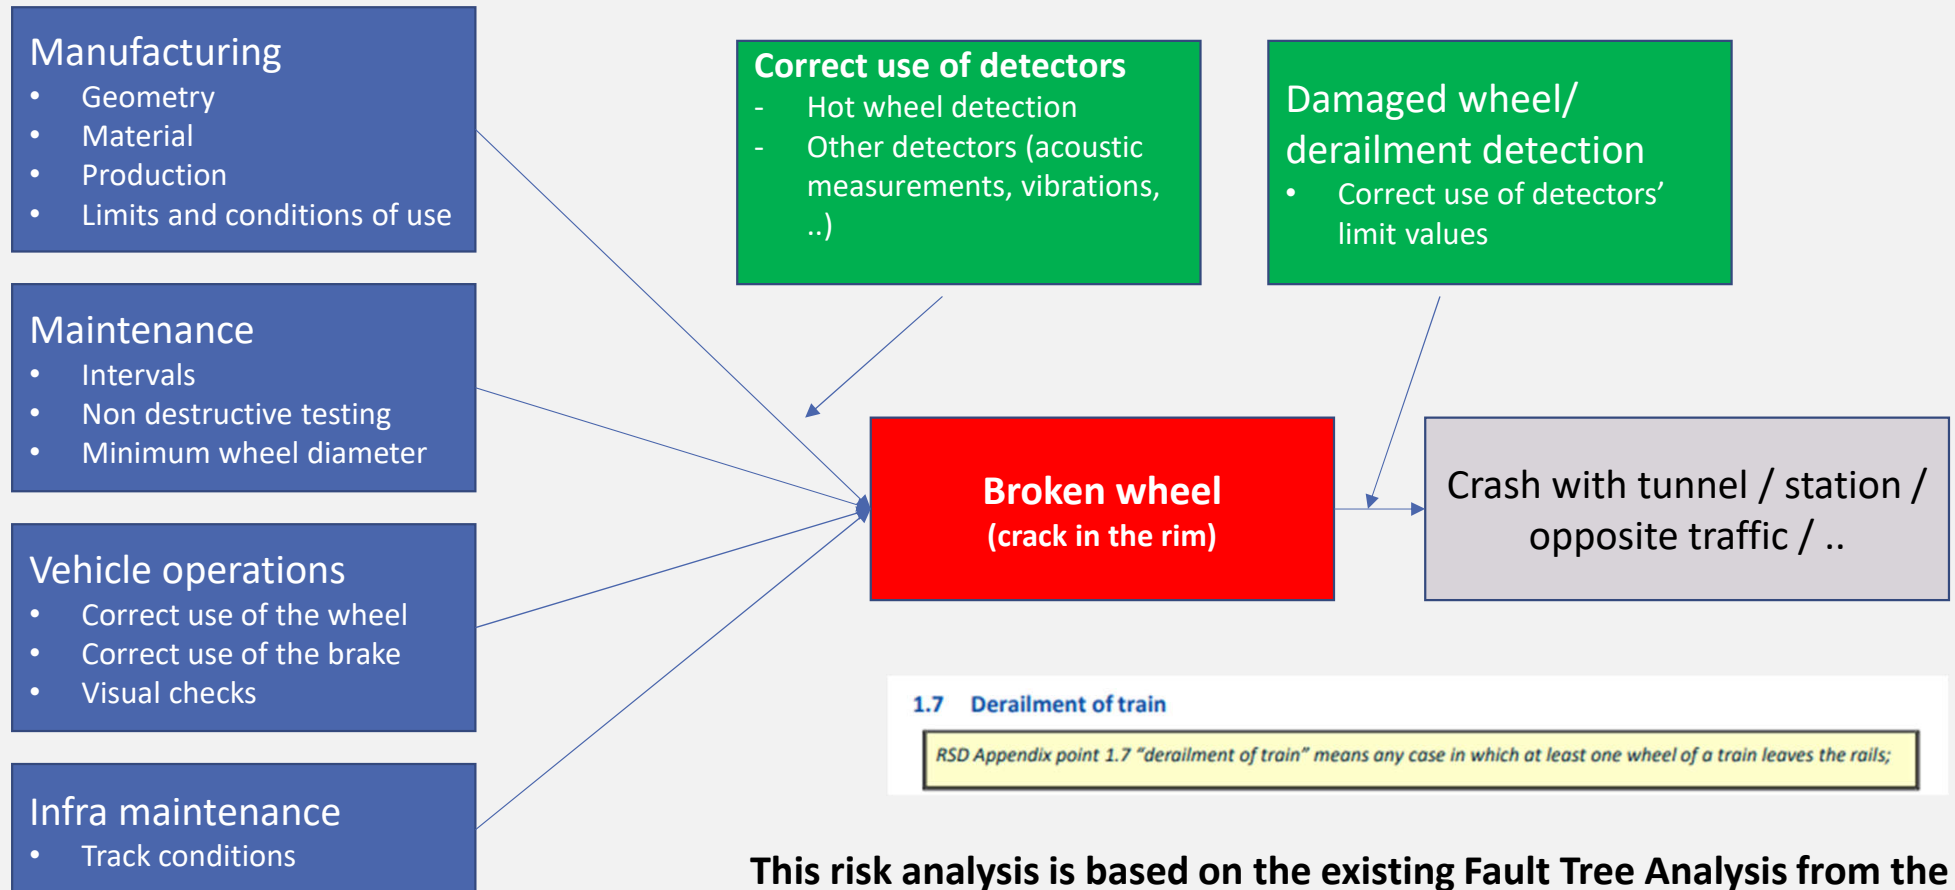 Manufacturing
• Geometry
• Material
• Production
• Limits and conditions of use
Maintenance
• Intervals
• Non destructive testing
• Minimum wheel diameter
Vehicle operations
• Correct use of the wheel
• Correct use of the brake
• Visual checks
Infra maintenance
• Track conditions
Correct use of detectors
- Hot wheel detection
- Other detectors (acoustic
measurements, vibrations,
..)
Damaged wheel/
derailment detection
• Correct use of detectors’
limit values
Broken wheel
(crack in the rim)
Crash with tunnel / station /
opposite traffic / ..
1.7 Derailment of train
RSD Appendix point 1.7 “derailment of train” means any case in which at least one wheel of a train leaves the rails;
This risk analysis is based on the existing Fault Tree Analysis from the